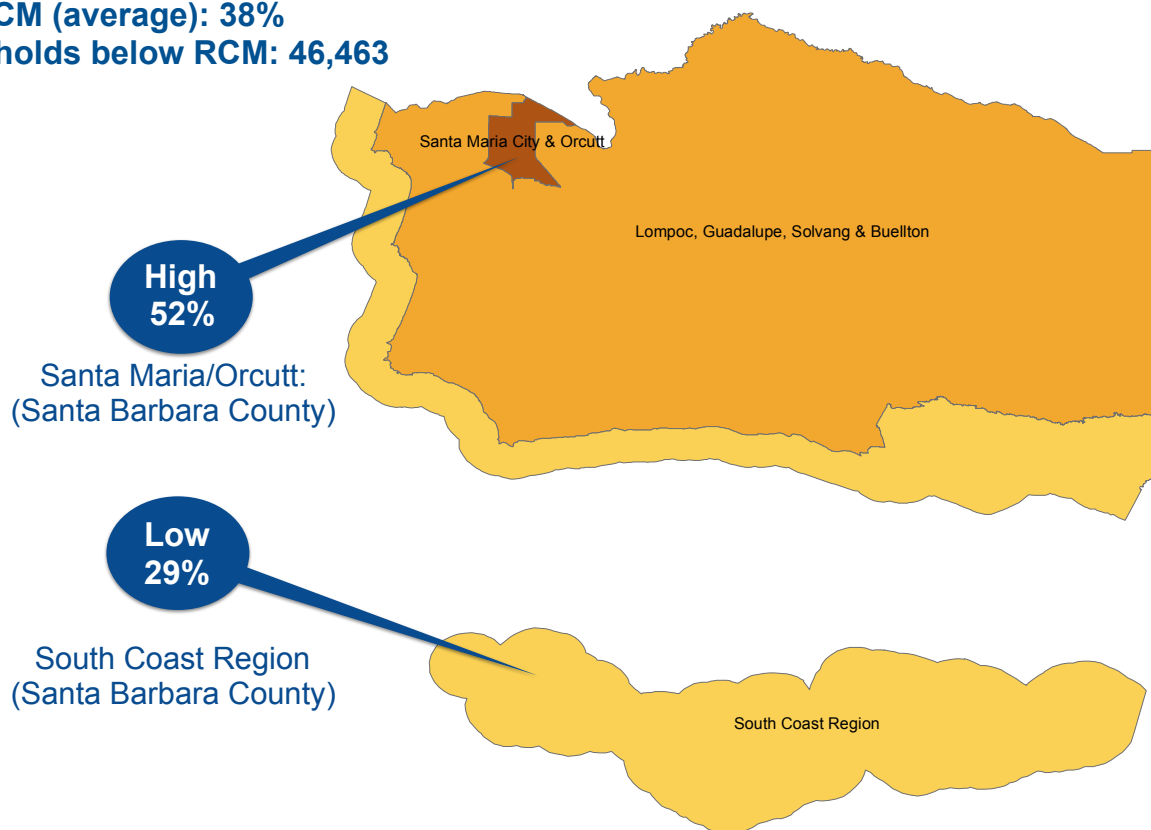 CM (average): 38%
holds below RCM: 46,463
Santa Maria City & Orcutt
Lompoc, Guadalupe, Solvang & Buellton
High
52%
Santa Maria/Orcutt:
(Santa Barbara County)
Low
29%
South Coast Region
(Santa Barbara County)
South Coast Region